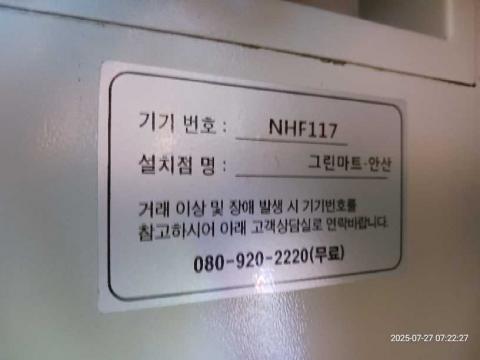 기기 번호 : NHF117
설치점 명 : 그린마트-안산
거래 이상 및 장애 발생 시 기기번호를
참고하시어 아래 고객상담실로 연락바랍니다.
080-920-2220(무료)
2025-07-27 07:22:27